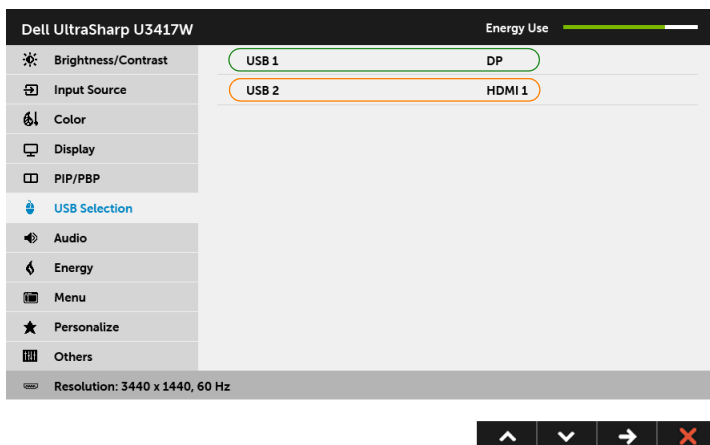 Dell UltraSharp U3417W
Energy Use
Brightness/Contrast
USB 1 DP
Input Source
USB 2 HDMI 1
Color
Display
PIP/PBP
USB Selection
Audio
Energy
Menu
Personalize
Others
Resolution: 3440 x 1440, 60 Hz